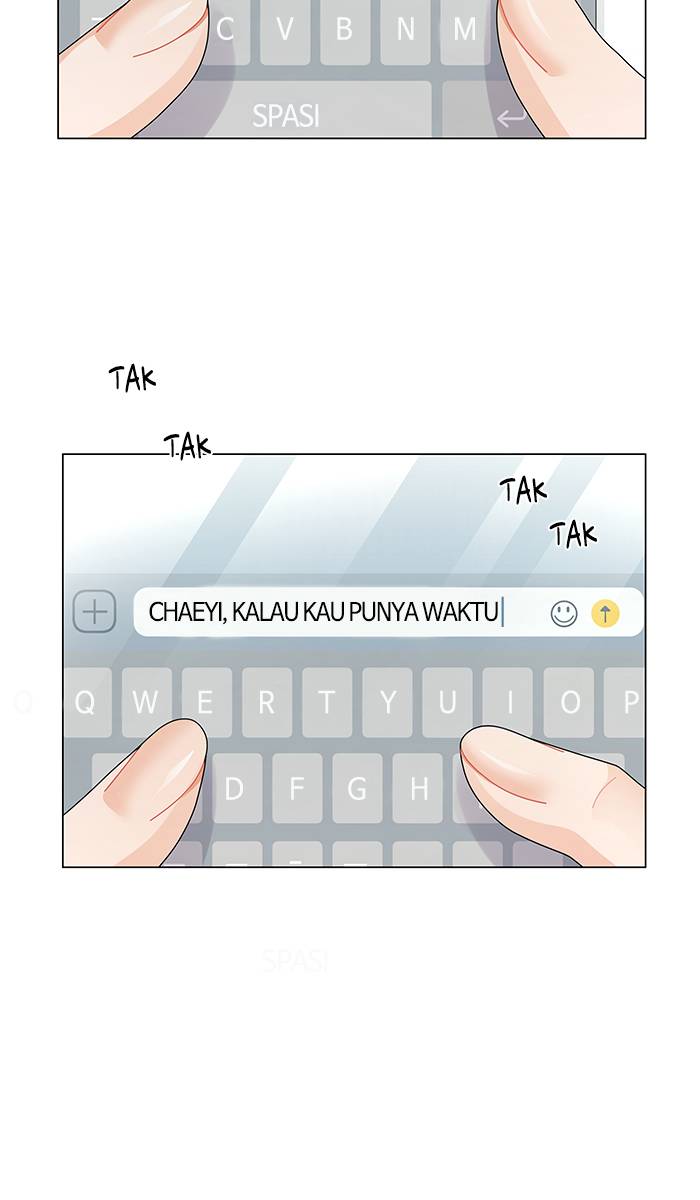 C V B N M
SPASI
TAK
TAK
TAK
TAK
CHAEYI, KALAU KAU PUNYA WAKTU
Q Q W E R T Y U I O P
D F G H
SPASI